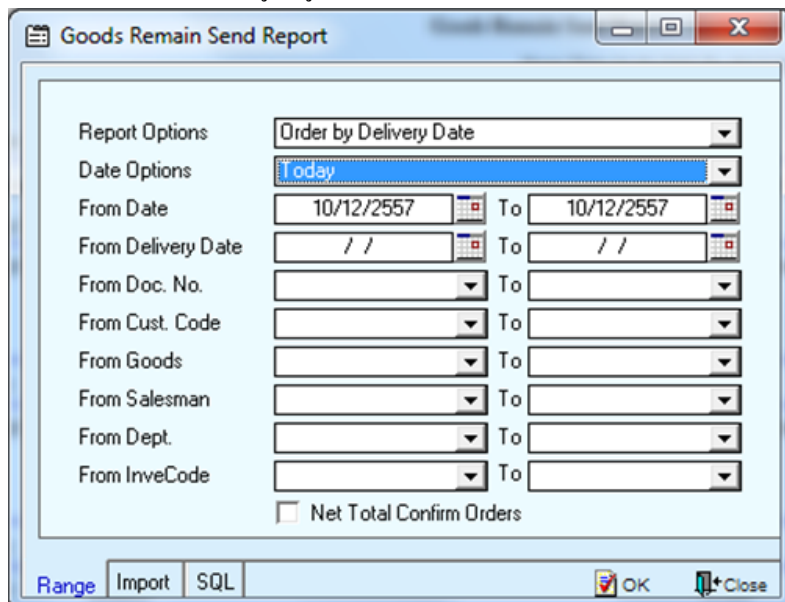 Goods Remain Send Report
Report Options Order by Delivery Date
Date Options Today
From Date 10/12/2557 To 10/12/2557
From Delivery Date / / To / /
From Doc. No. To
From Cust. Code To
From Goods To
From Salesman To
From Dept. To
From InveCode To
Net Total Confirm Orders
Range Import SQL OK Close